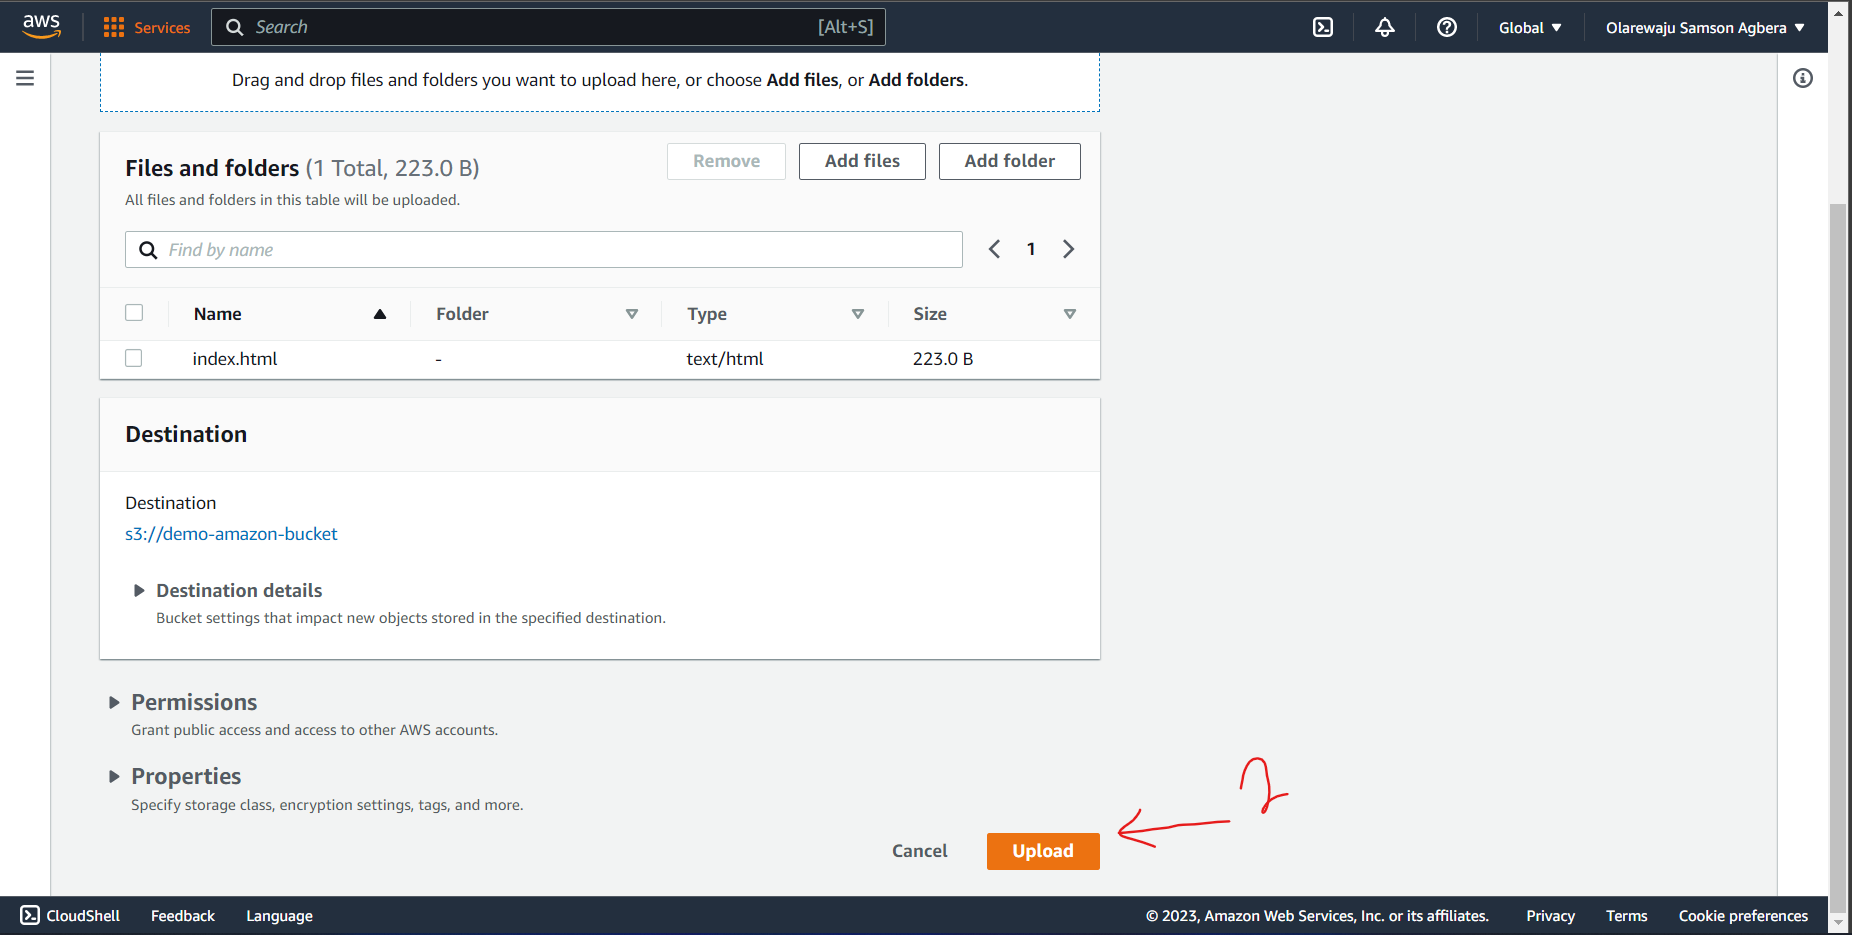 aws Services Search [Alt+S] Global Olarewaju Samson Agbera
Drag and drop files and folders you want to upload here, or choose Add files, or Add folders.
Files and folders (1 Total, 223.0 B)
Remove Add files Add folder
All files and folders in this table will be uploaded.
Find by name 1
Name Folder Type Size
index.html - text/html 223.0 B
Destination
Destination
s3://demo-amazon-bucket
Destination details
Bucket settings that impact new objects stored in the specified destination.
Permissions
Grant public access and access to other AWS accounts.
Properties
Specify storage class, encryption settings, tags, and more.
2
Cancel Upload
CloudShell Feedback Language © 2023, Amazon Web Services, Inc. or its affiliates. Privacy Terms Cookie preferences